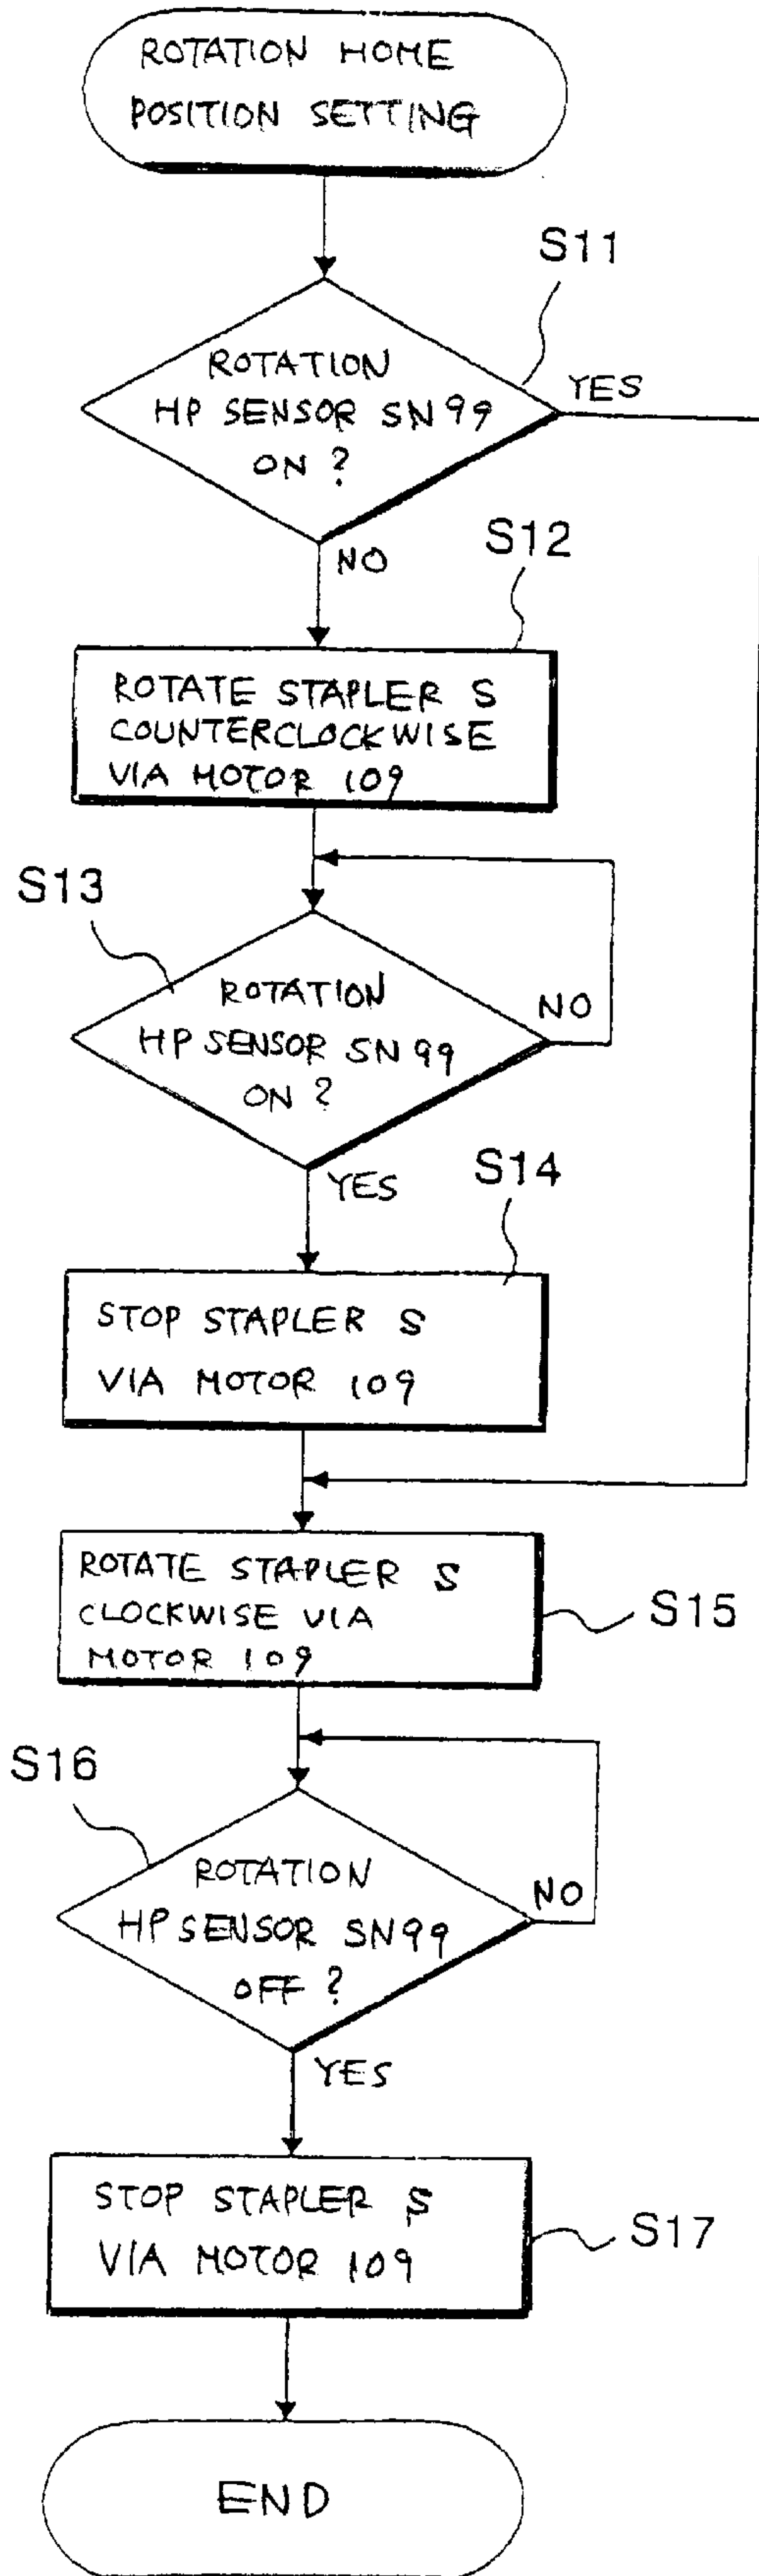 ROTATION HOME
POSITION SETTING
S11
ROTATION
HP SENSOR SN99
ON ?
YES
NO
S12
ROTATE STAPLER S
COUNTERCLOCKWISE
VIA MOTOR 109
S13
ROTATION
HP SENSOR SN99
ON ?
NO
YES
S14
STOP STAPLER S
VIA MOTOR 109
ROTATE STAPLER S
CLOCKWISE VIA
MOTOR 109
S15
S16
ROTATION
HP SENSOR SN99
OFF ?
NO
YES
STOP STAPLER S
VIA MOTOR 109
S17
END